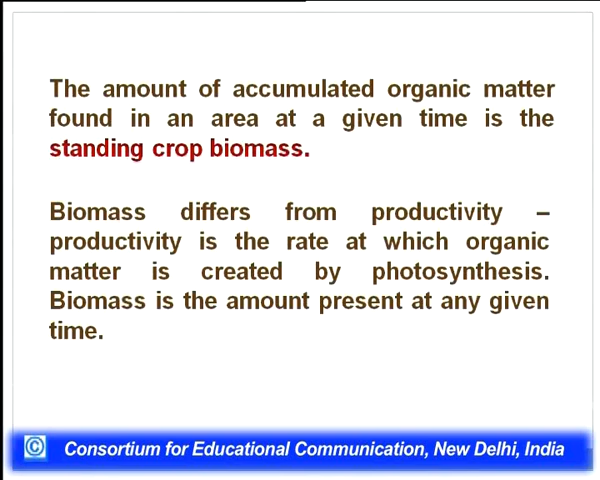 The amount of accumulated organic matter
found in an area at a given time is the
standing crop biomass.
Biomass differs from productivity –
productivity is the rate at which organic
matter is created by photosynthesis.
Biomass is the amount present at any given
time.
© Consortium for Educational Communication, New Delhi, India